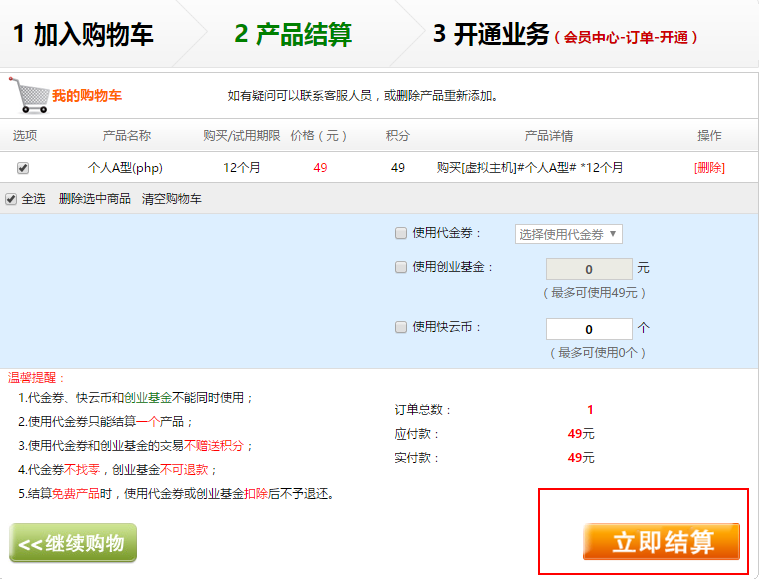 1 加入购物车 2 产品结算 3 开通业务 ( 会员中心-订单-开通 )
我的购物车 如有疑问可以联系客服人员，或删除产品重新添加。
选项 产品名称 购买/试用期限 价格（元） 积分 产品详情 操作
个人A型(php) 12个月 49 49 购买[虚拟主机]#个人A型# *12个月 [删除]
全选 删除选中商品 清空购物车
使用代金券： 选择使用代金券
使用创业基金： 0 元
（最多可使用49元）
使用快云币： 0 个
（最多可使用0个）
温馨提醒：
1.代金券、快云币和创业基金不能同时使用；
2.使用代金券只能结算一个产品；
3.使用代金券和创业基金的交易不赠送积分；
4.代金券不找零，创业基金不可退款；
5.结算免费产品时，使用代金券或创业基金扣除后不予退还。
订单总数： 1
应付款： 49元
实付款： 49元
<<继续购物 立即结算